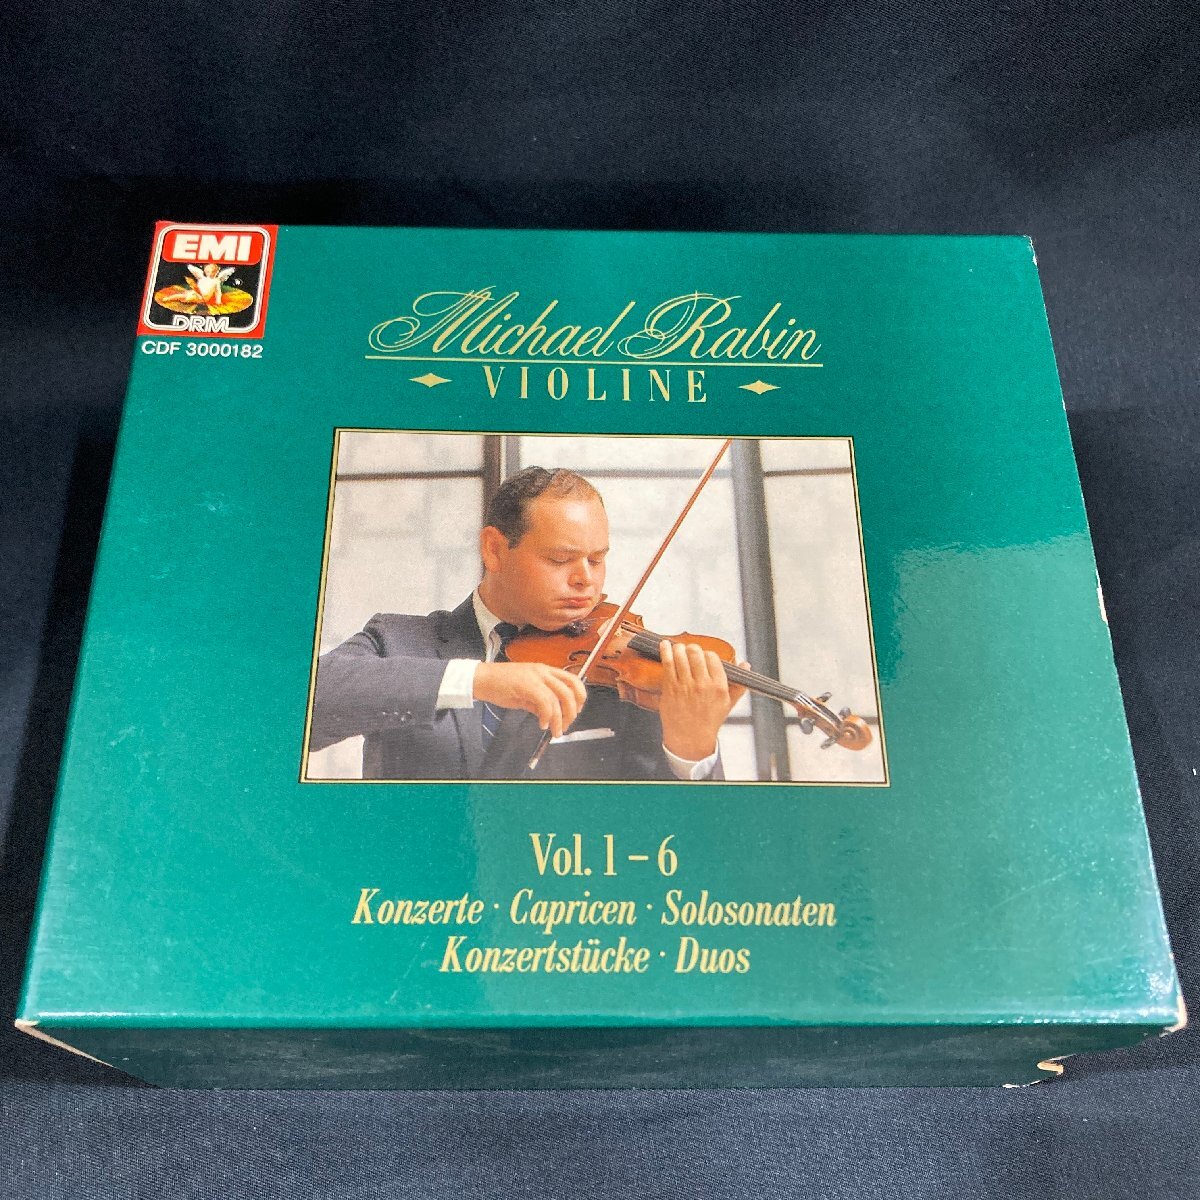 EMI
DRM
CDF 3000182
Michael Rabin
VIOLINE
Vol. 1 – 6
Konzerte · Capricen · Solosonaten
Konzertstücke · Duos